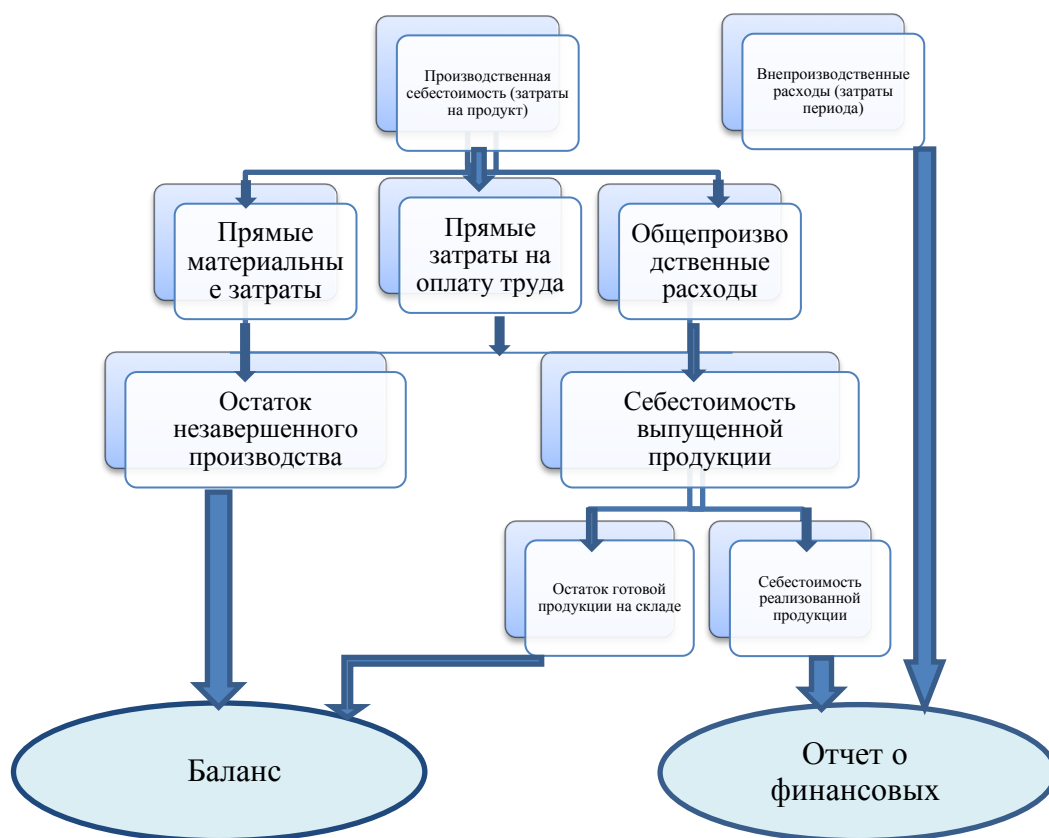 Производственная
себестоимость (затраты
на продукт)
Внепроизводственные
расходы (затраты
периода)
Прямые
материальны
е затраты
Прямые
затраты на
оплату труда
Общепроизво
дственные
расходы
Остаток
незавершенного
производства
Себестоимость
выпущенной
продукции
Остаток готовой
продукции на складе
Себестоимость
реализованной
продукции
Баланс
Отчет о
финансовых